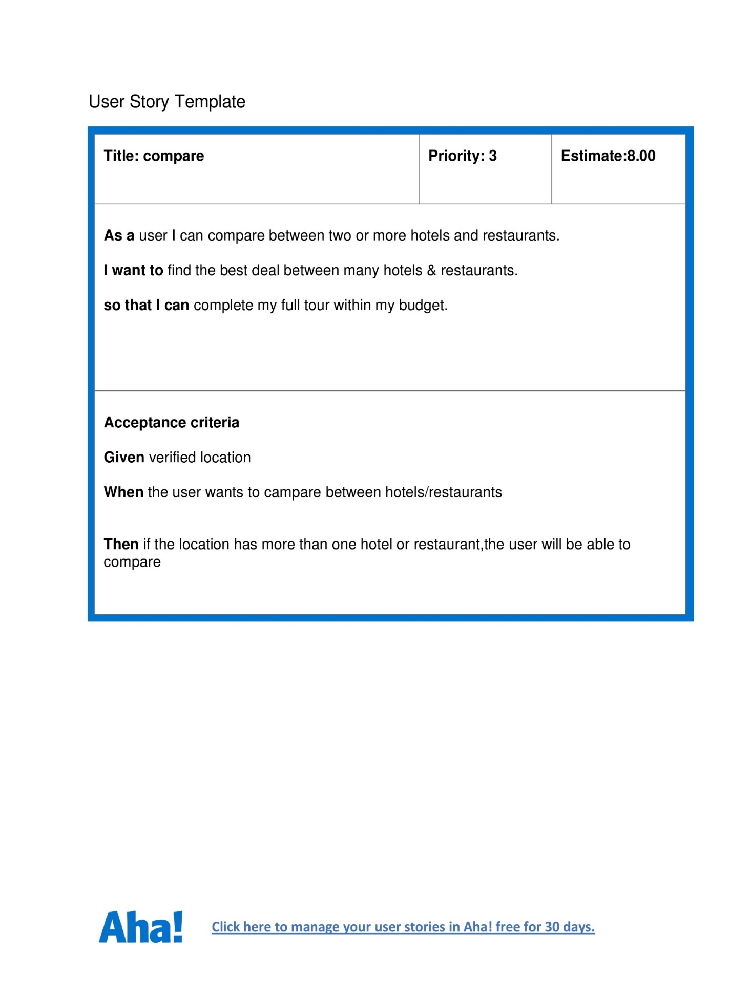 User Story Template
Title: compare
Priority: 3
Estimate:8.00
As a user I can compare between two or more hotels and restaurants.
I want to find the best deal between many hotels & restaurants.
so that I can complete my full tour within my budget.
Acceptance criteria
Given verified location
When the user wants to campare between hotels/restaurants
Then if the location has more than one hotel or restaurant,the user will be able to
compare
Aha!
Click here to manage your user stories in Aha! free for 30 days.